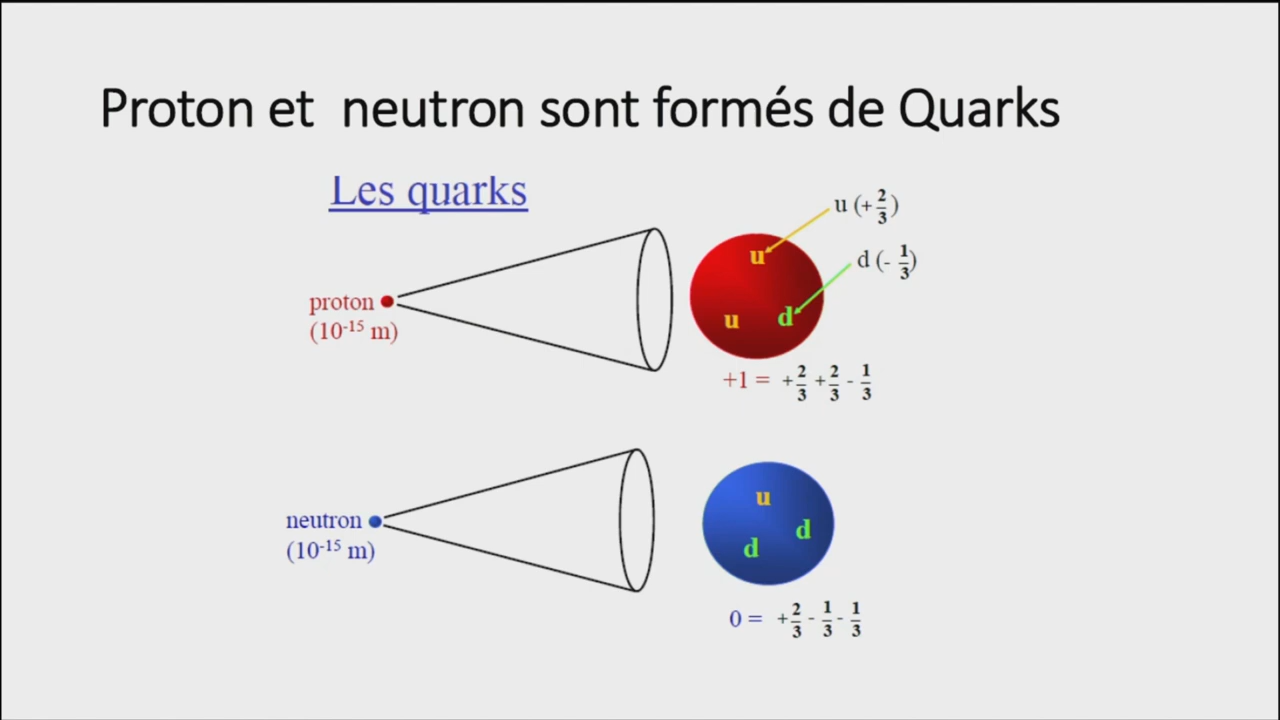 Proton et neutron sont formés de Quarks
Les quarks
u (+2/3)
d (- 1/3)
proton
(10⁻¹⁵ m)
u
u d
+1 = +2/3 +2/3 - 1/3
neutron
(10⁻¹⁵ m)
u
d
d
0 = +2/3 - 1/3 - 1/3